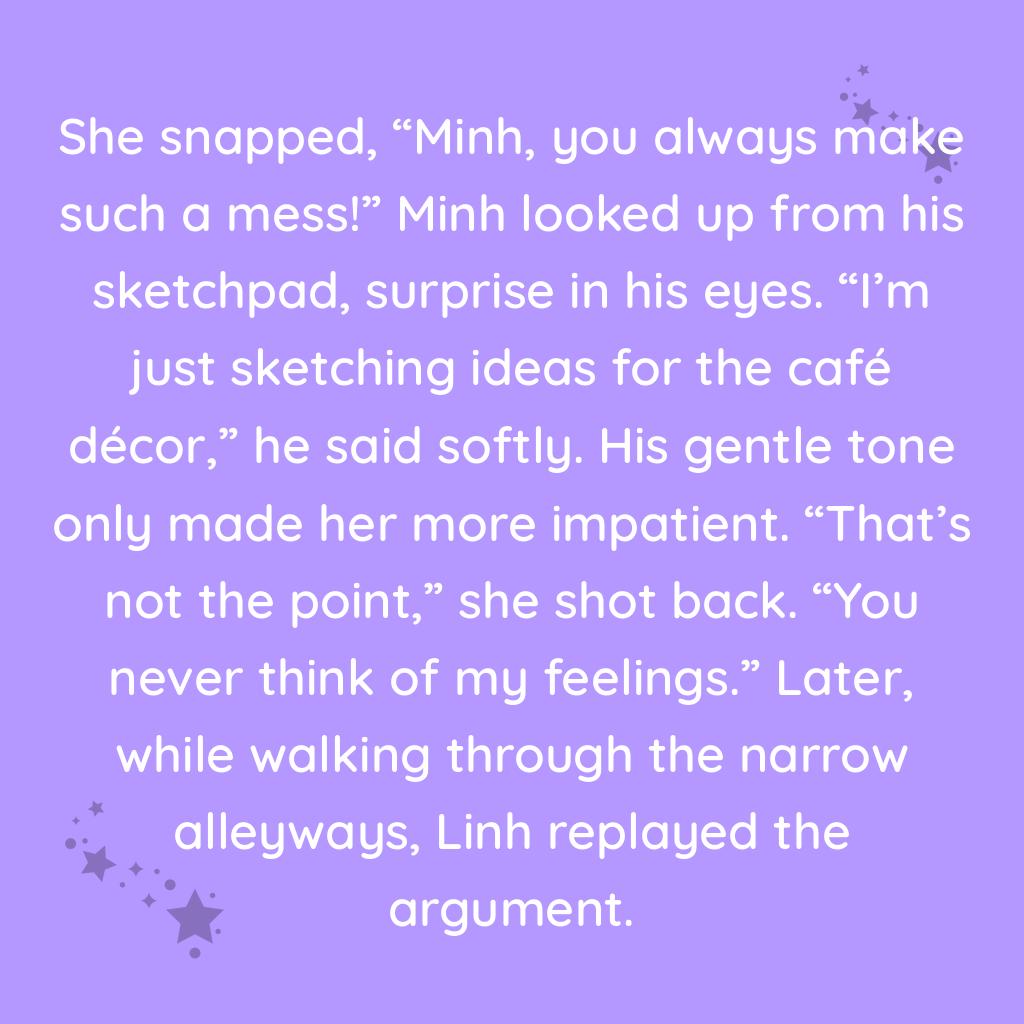 She snapped, “Minh, you always make
such a mess!” Minh looked up from his
sketchpad, surprise in his eyes. “I’m
just sketching ideas for the café
décor,” he said softly. His gentle tone
only made her more impatient. “That’s
not the point,” she shot back. “You
never think of my feelings.” Later,
while walking through the narrow
alleyways, Linh replayed the
argument.